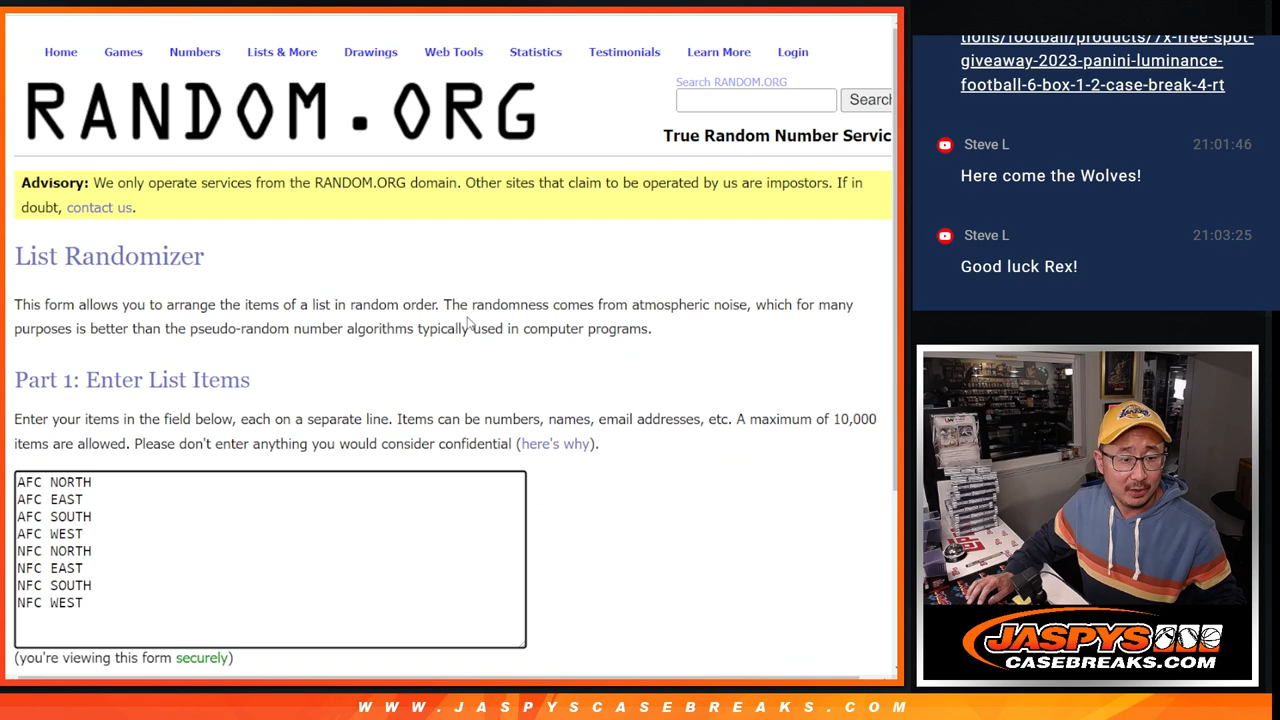 Home Games Numbers Lists & More Drawings Web Tools Statistics Testimonials Learn More Login
RANDOM.ORG
Search RANDOM.ORG
Search
True Random Number Servic
Advisory: We only operate services from the RANDOM.ORG domain. Other sites that claim to be operated by us are impostors. If in
doubt, contact us.
List Randomizer
This form allows you to arrange the items of a list in random order. The randomness comes from atmospheric noise, which for many
purposes is better than the pseudo-random number algorithms typically used in computer programs.
Part 1: Enter List Items
Enter your items in the field below, each on a separate line. Items can be numbers, names, email addresses, etc. A maximum of 10,000
items are allowed. Please don't enter anything you would consider confidential (here's why).
AFC NORTH
AFC EAST
AFC SOUTH
AFC WEST
NFC NORTH
NFC EAST
NFC SOUTH
NFC WEST
(you're viewing this form securely)
tions/football/products/7x-free-spot-
giveaway-2023-panini-luminance-
football-6-box-1-2-case-break-4-rt
Steve L 21:01:46
Here come the Wolves!
Steve L 21:03:25
Good luck Rex!
JASPYS
CASEBREAKS.COM
WWW.JASPYSCASEBREAKS.COM